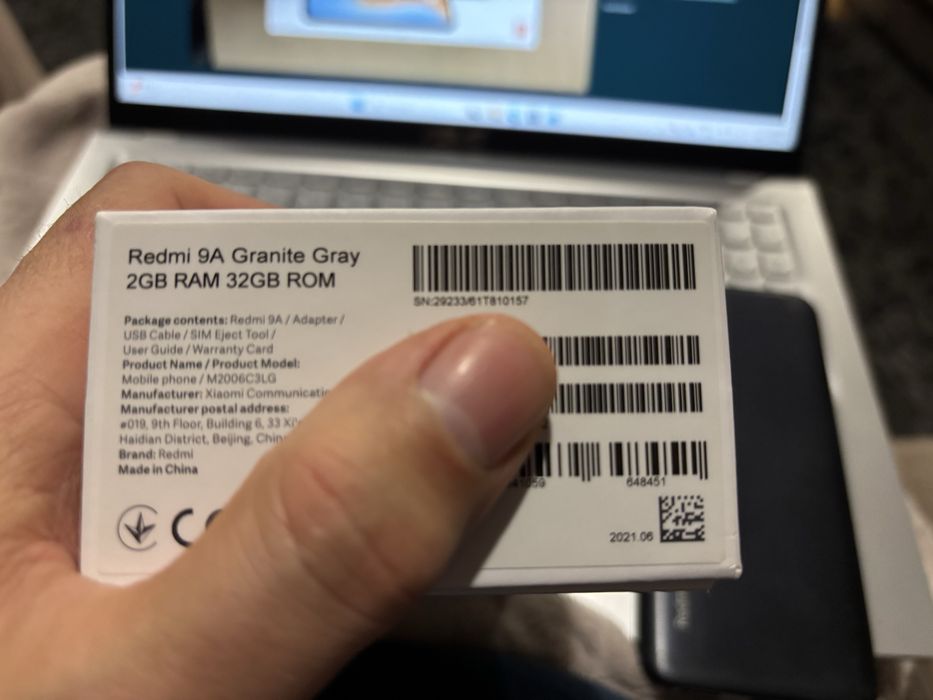 Redmi 9A Granite Gray
2GB RAM 32GB ROM
SN:29233/61T810157
Package contents: Redmi 9A / Adapter /
USB Cable / SIM Eject Tool /
User Guide / Warranty Card
Product Name / Product Model:
Mobile phone / M2006C3LG
Manufacturer: Xiaomi
Manufacturer postal address:
#019, 9th Floor, Building 6, 33
Haidian District, Beijing,
Brand: Redmi
Made in China
648451
2021.06